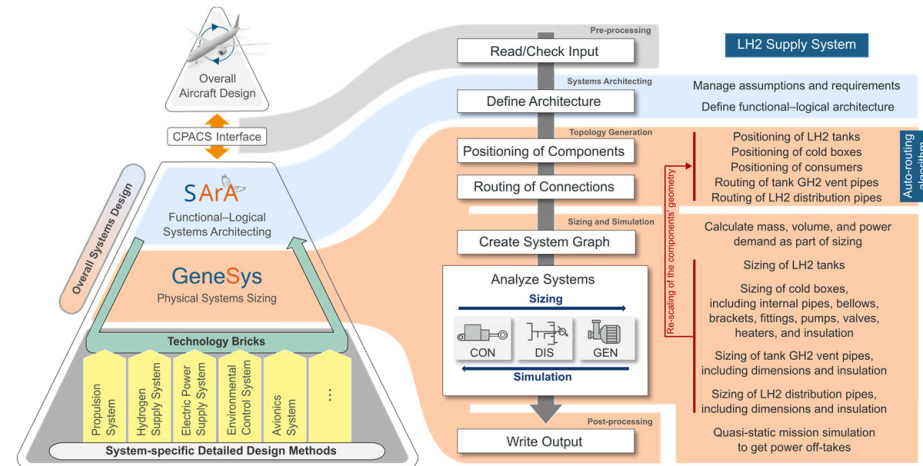 Overall
Aircraft Design
CPACS Interface
Overall Systems Design
SArA
Functional–Logical
Systems Architecting
GeneSys
Physical Systems Sizing
Technology Bricks
Propulsion
System
Hydrogen
Supply System
Electric Power
Supply System
Environmental
Control System
Avionics
System
...
System-specific Detailed Design Methods
Pre-processing
Read/Check Input
Systems Architecting
Define Architecture
Topology Generation
Positioning of Components
Routing of Connections
Sizing and Simulation
Create System Graph
Analyze Systems
Sizing
CON
DIS
GEN
Simulation
Post-processing
Write Output
LH2 Supply System
Manage assumptions and requirements
Define functional–logical architecture
Positioning of LH2 tanks
Positioning of cold boxes
Positioning of consumers
Routing of tank GH2 vent pipes
Routing of LH2 distribution pipes
Auto-routing
algorithm
Re-scaling of the components' geometry
Calculate mass, volume, and power
demand as part of sizing
Sizing of LH2 tanks
Sizing of cold boxes,
including internal pipes, bellows,
brackets, fittings, pumps, valves,
heaters, and insulation
Sizing of tank GH2 vent pipes,
including dimensions and insulation
Sizing of LH2 distribution pipes,
including dimensions and insulation
Quasi-static mission simulation
to get power off-takes